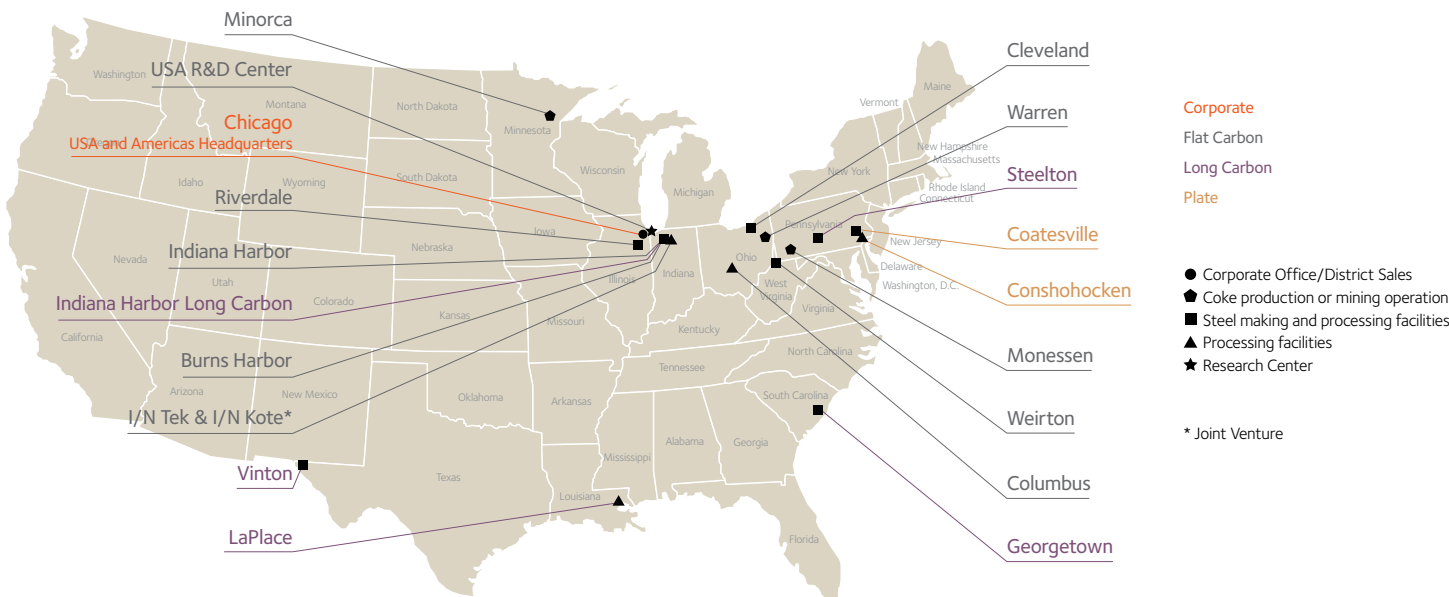 Minorca
USA R&D Center
Chicago
USA and Americas Headquarters
Riverdale
Indiana Harbor
Indiana Harbor Long Carbon
Burns Harbor
I/N Tek & I/N Kote*
Vinton
LaPlace
Washington
Montana
North Dakota
Minnesota
Idaho
Wyoming
South Dakota
Wisconsin
Michigan
Nevada
Utah
Colorado
Nebraska
Iowa
Illinois
Indiana
Ohio
California
Arizona
New Mexico
Kansas
Missouri
Kentucky
West
Virginia
Virginia
Oklahoma
Arkansas
Tennessee
North Carolina
South Carolina
Texas
Louisiana
Mississippi
Alabama
Georgia
Florida
Maine
Vermont
New Hampshire
Massachusetts
New York
Rhode Island
Connecticut
Pennsylvania
New Jersey
Delaware
Washington, D.C.
Cleveland
Warren
Steelton
Coatesville
Conshohocken
Monessen
Weirton
Columbus
Georgetown
Corporate
Flat Carbon
Long Carbon
Plate
Corporate Office/District Sales
Coke production or mining operation
Steel making and processing facilities
Processing facilities
Research Center
* Joint Venture